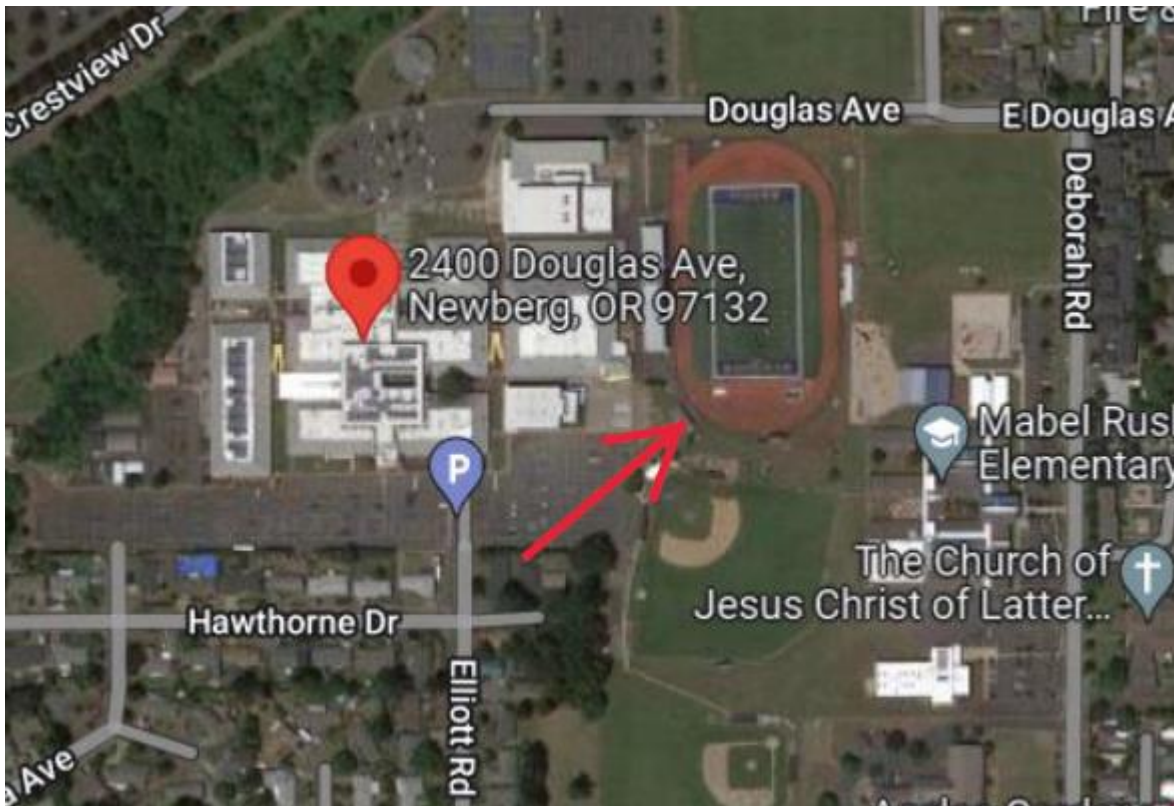 Crestview Dr
Douglas Ave
E Douglas A
Deborah Rd
2400 Douglas Ave,
Newberg, OR 97132
P
Mabel Rus
Elementary
The Church of
Jesus Christ of Latter...
Hawthorne Dr
Elliott Rd
Ave